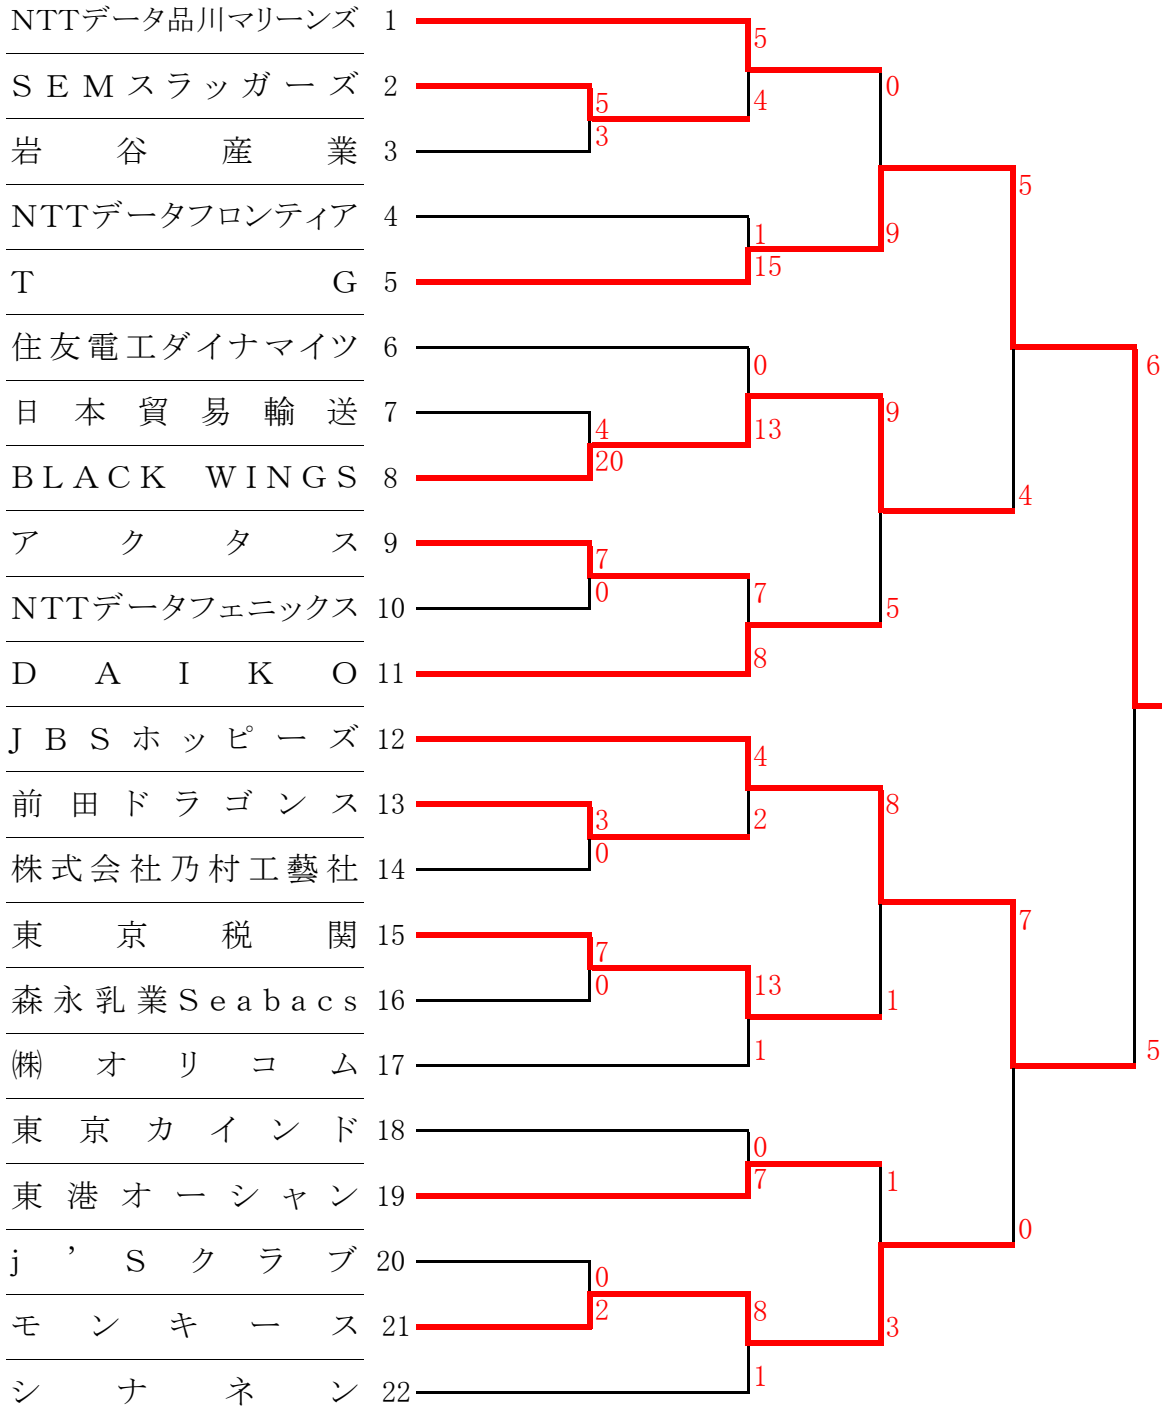 NTTデータ品川マリーンズ 1
SEMスラッガーズ 2
岩谷産業 3
NTTデータフロンティア 4
TG 5
住友電工ダイナマイツ 6
日本貿易輸送 7
BLACK WINGS 8
アクタス 9
NTTデータフェニックス 10
DAIKO 11
JBSホッピーズ 12
前田ドラゴンス 13
株式会社乃村工藝社 14
東京税関 15
森永乳業Seabacs 16
㈱オリコム 17
東京カインド 18
東港オーシャン 19
j’Sクラブ 20
モンキース 21
シナネン 22
5
3
4
20
7
0
3
0
7
0
0
2
5
4
1
15
0
13
7
8
4
2
13
1
0
7
8
1
0
9
9
5
8
1
1
3
5
4
7
0
6
5